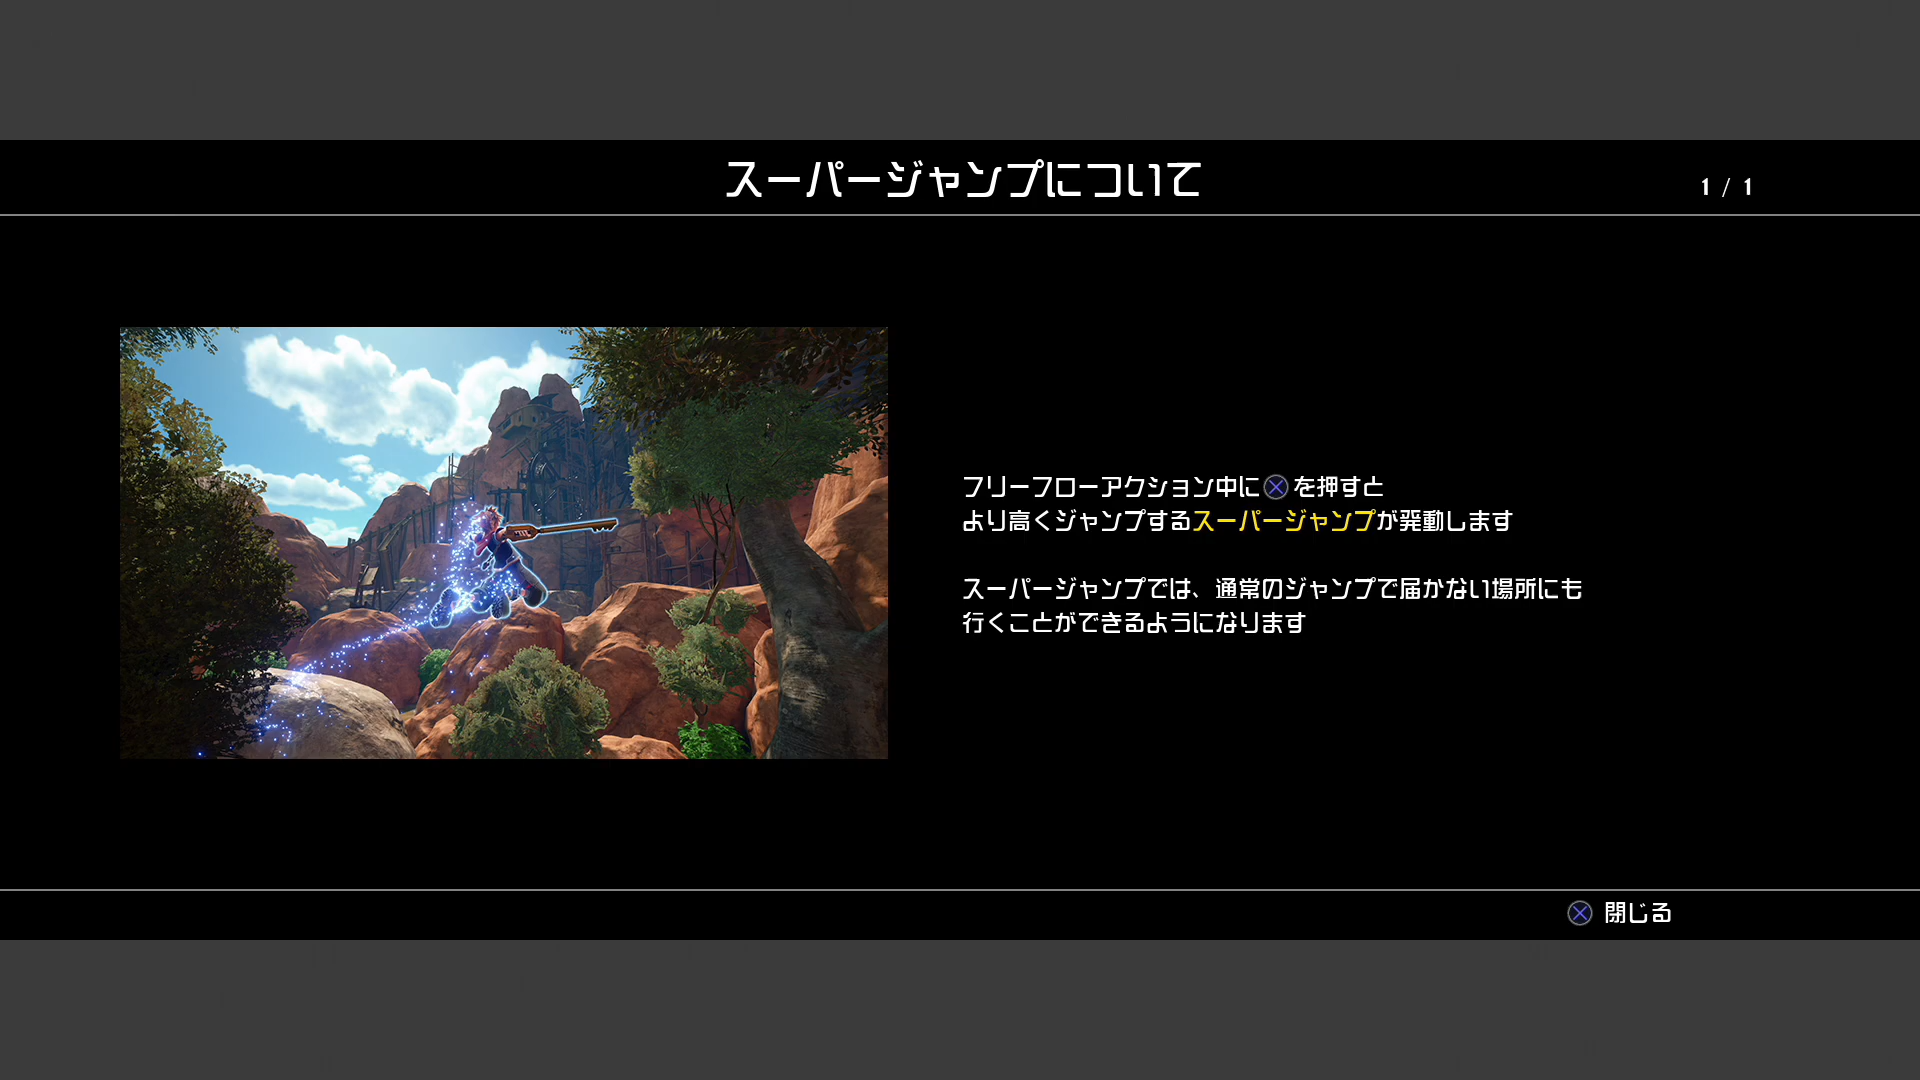 スーパージャンプについて
1 / 1
フリーフローアクション中に⊗を押すと
より高くジャンプするスーパージャンプが発動します
スーパージャンプでは、通常のジャンプで届かない場所にも
行くことができるようになります
⊗ 閉じる